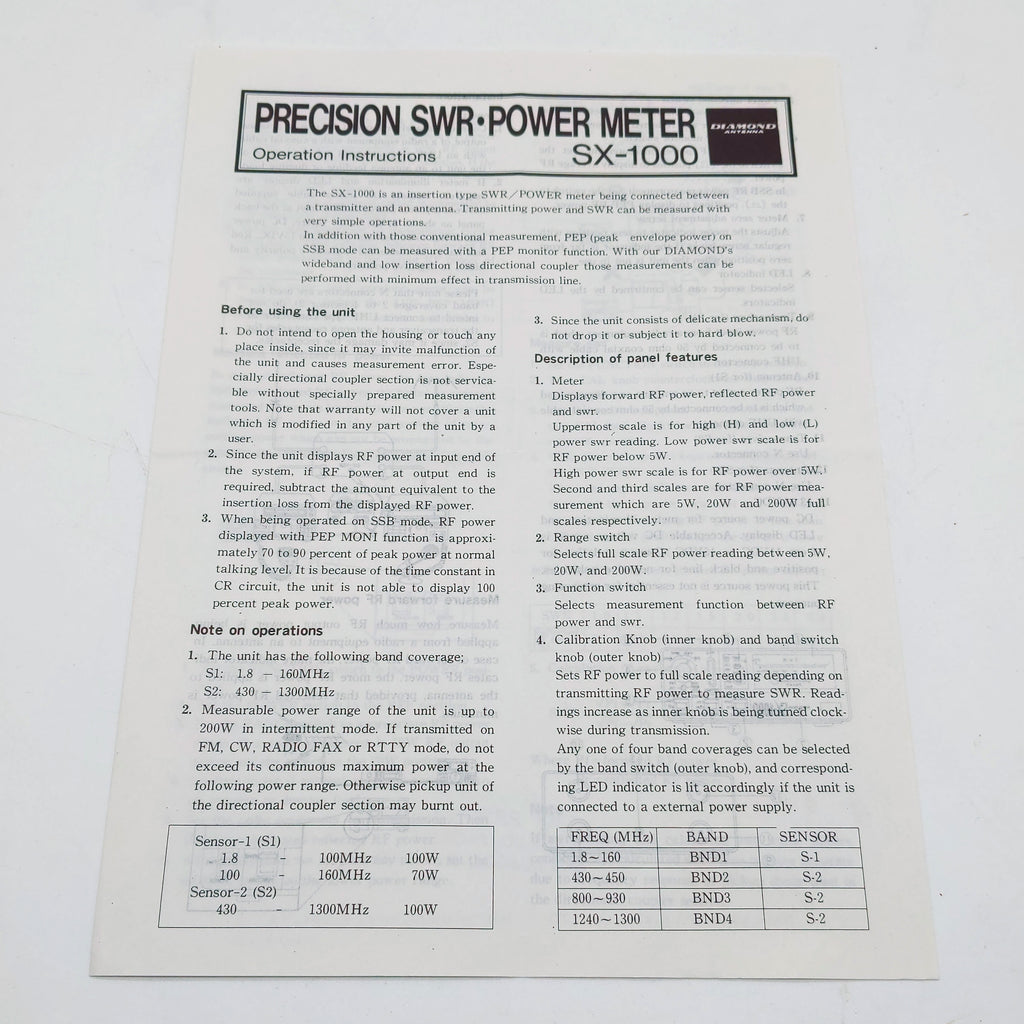 PRECISION SWR•POWER METER
Operation Instructions
SX-1000
DIAMOND
ANTENNA
The SX-1000 is an insertion type SWR/POWER meter being connected between
a transmitter and an antenna. Transmitting power and SWR can be measured with
very simple operations.
In addition with those conventional measurement, PEP (peak envelope power) on
SSB mode can be measured with a PEP monitor function. With our DIAMOND's
wideband and low insertion loss directional coupler those measurements can be
performed with minimum effect in transmission line.
Before using the unit
1. Do not intend to open the housing or touch any
place inside, since it may invite malfunction of
the unit and causes measurement error. Espe-
cially directional coupler section is not servica-
ble without specially prepared measurement
tools. Note that warranty will not cover a unit
which is modified in any part of the unit by a
user.
2. Since the unit displays RF power at input end of
the system, if RF power at output end is
required, subtract the amount equivalent to the
insertion loss from the displayed RF power.
3. When being operated on SSB mode, RF power
displayed with PEP MONI function is approxi-
mately 70 to 90 percent of peak power at normal
talking level. It is because of the time constant in
CR circuit, the unit is not able to display 100
percent peak power.
Note on operations
1. The unit has the following band coverage;
S1: 1.8 – 160MHz
S2: 430 – 1300MHz
2. Measurable power range of the unit is up to
200W in intermittent mode. If transmitted on
FM, CW, RADIO FAX or RTTY mode, do not
exceed its continuous maximum power at the
following power range. Otherwise pickup unit of
the directional coupler section may burnt out.
Sensor-1 (S1)
1.8 - 100MHz 100W
100 - 160MHz 70W
Sensor-2 (S2)
430 - 1300MHz 100W
3. Since the unit consists of delicate mechanism, do
not drop it or subject it to hard blow.
Description of panel features
1. Meter
Displays forward RF power, reflected RF power
and swr.
Uppermost scale is for high (H) and low (L)
power swr reading. Low power swr scale is for
RF power below 5W.
High power swr scale is for RF power over 5W.
Second and third scales are for RF power mea-
surement which are 5W, 20W and 200W full
scales respectively.
2. Range switch
Selects full scale RF power reading between 5W,
20W, and 200W.
3. Function switch
Selects measurement function between RF
power and swr.
4. Calibration Knob (inner knob) and band switch
knob (outer knob)
Sets RF power to full scale reading depending on
transmitting RF power to measure SWR. Read-
ings increase as inner knob is being turned clock-
wise during transmission.
Any one of four band coverages can be selected
by the band switch (outer knob), and correspond-
ing LED indicator is lit accordingly if the unit is
connected to a external power supply.
FREQ (MHz) BAND SENSOR
1.8~160 BND1 S-1
430~450 BND2 S-2
800~930 BND3 S-2
1240~1300 BND4 S-2